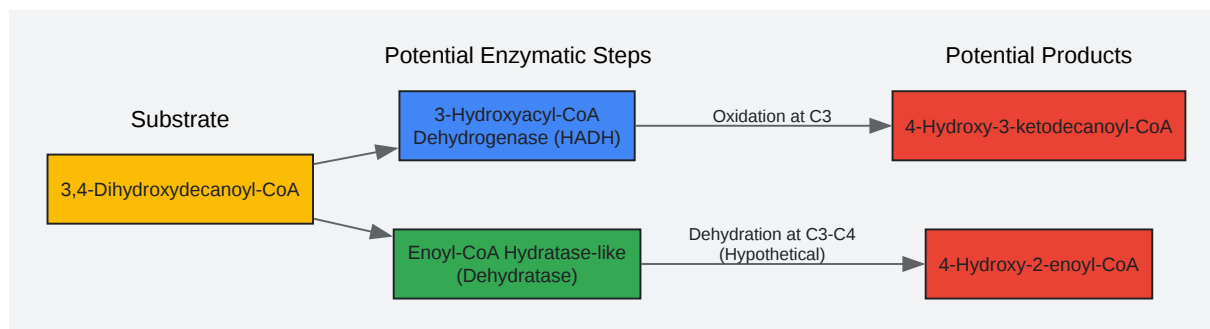 Potential Enzymatic Steps
Potential Products
Substrate
3-Hydroxyacyl-CoA
Dehydrogenase (HADH)
Oxidation at C3
4-Hydroxy-3-ketodecanoyl-CoA
3,4-Dihydroxydecanoyl-CoA
Enoyl-CoA Hydratase-like
(Dehydratase)
Dehydration at C3-C4
(Hypothetical)
4-Hydroxy-2-enoyl-CoA